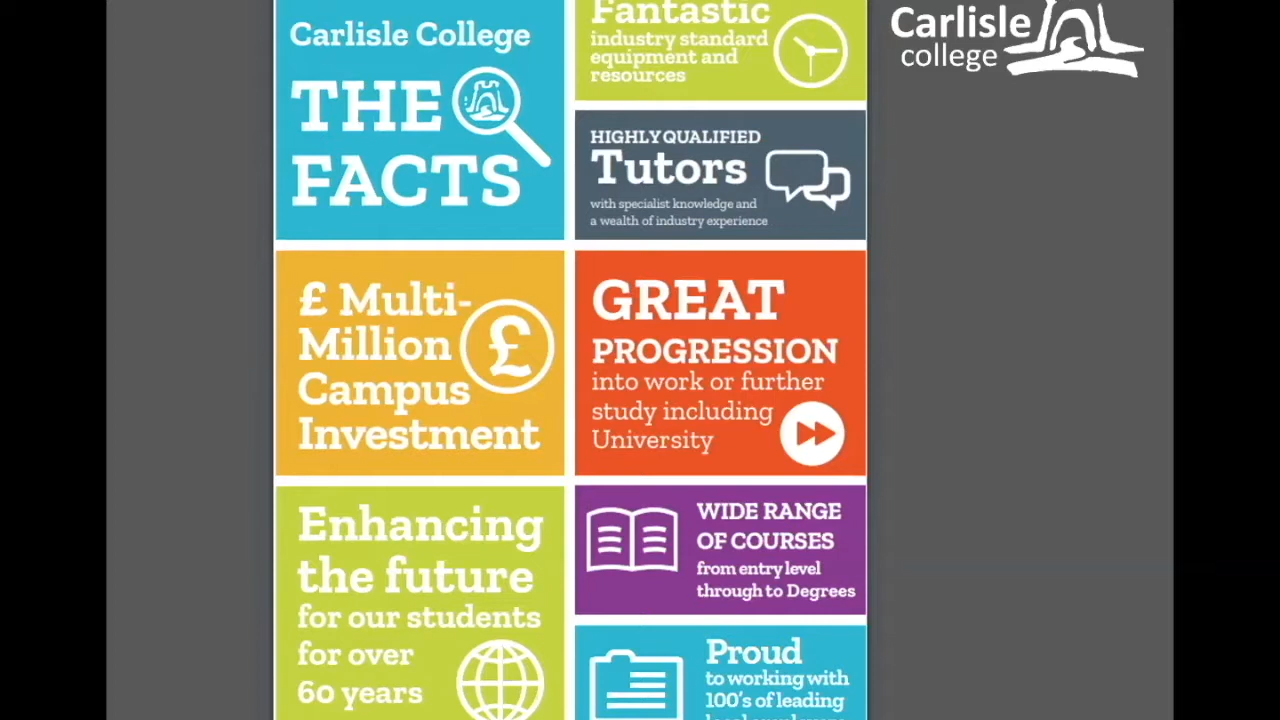 Carlisle College
THE
FACTS
£ Multi-
Million
Campus
Investment
£
Enhancing
the future
for our students
for over
60 years
Fantastic
industry standard
equipment and
resources
HIGHLY QUALIFIED
Tutors
with specialist knowledge and
a wealth of industry experience
GREAT
PROGRESSION
into work or further
study including
University
WIDE RANGE
OF COURSES
from entry level
through to Degrees
Proud
to working with
100's of leading
Carlisle
college